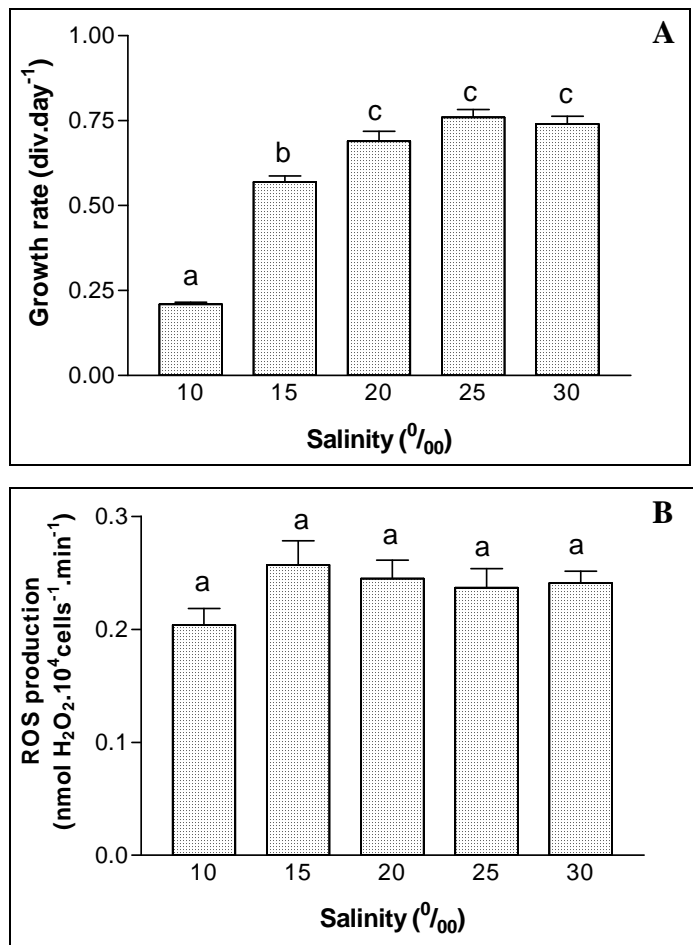 A
Growth rate (div.day⁻¹)
1.00
0.75
0.50
0.25
0.00
a
b
c
c
c
10 15 20 25 30
Salinity (⁰/₀₀)
B
ROS production
(nmol H₂O₂.10⁴cells⁻¹.min⁻¹)
0.3
0.2
0.1
0.0
a
a
a
a
a
10 15 20 25 30
Salinity (⁰/₀₀)